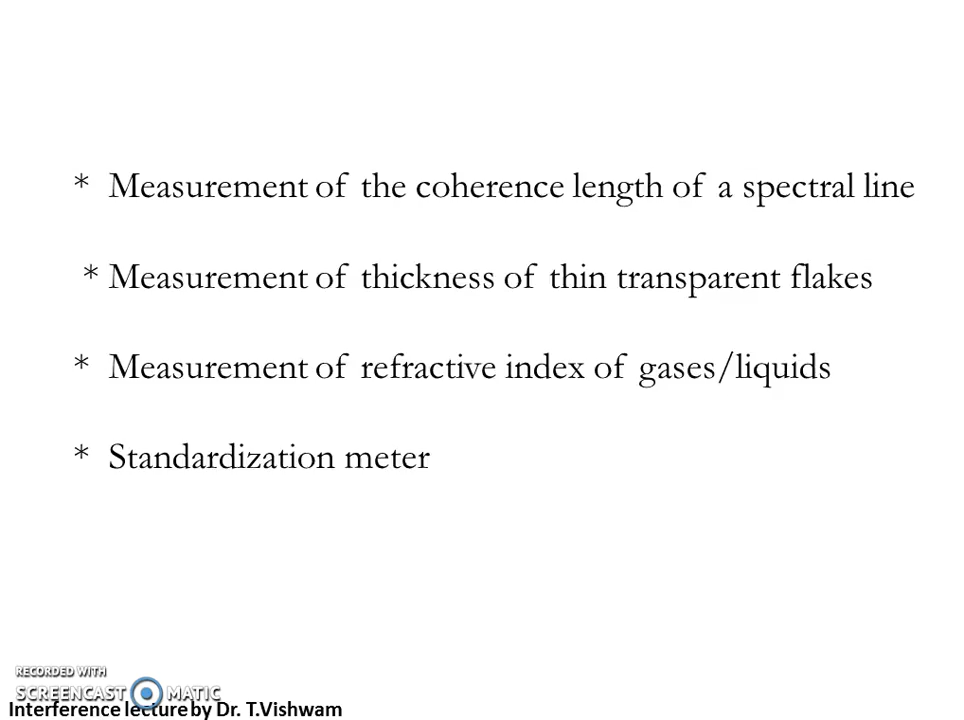 * Measurement of the coherence length of a spectral line
* Measurement of thickness of thin transparent flakes
* Measurement of refractive index of gases/liquids
* Standardization meter
RECORDED WITH
SCREENCAST MATIC
Interference lecture by Dr. T.Vishwam